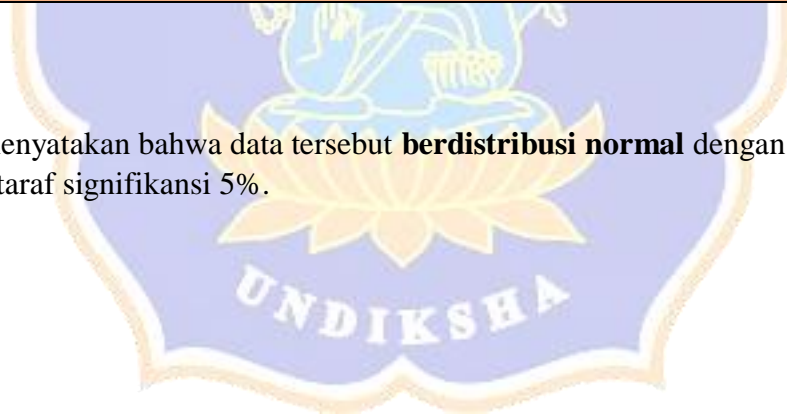 enyatakan bahwa data tersebut berdistribusi normal dengan
taraf signifikansi 5%.
UNDIKSHA